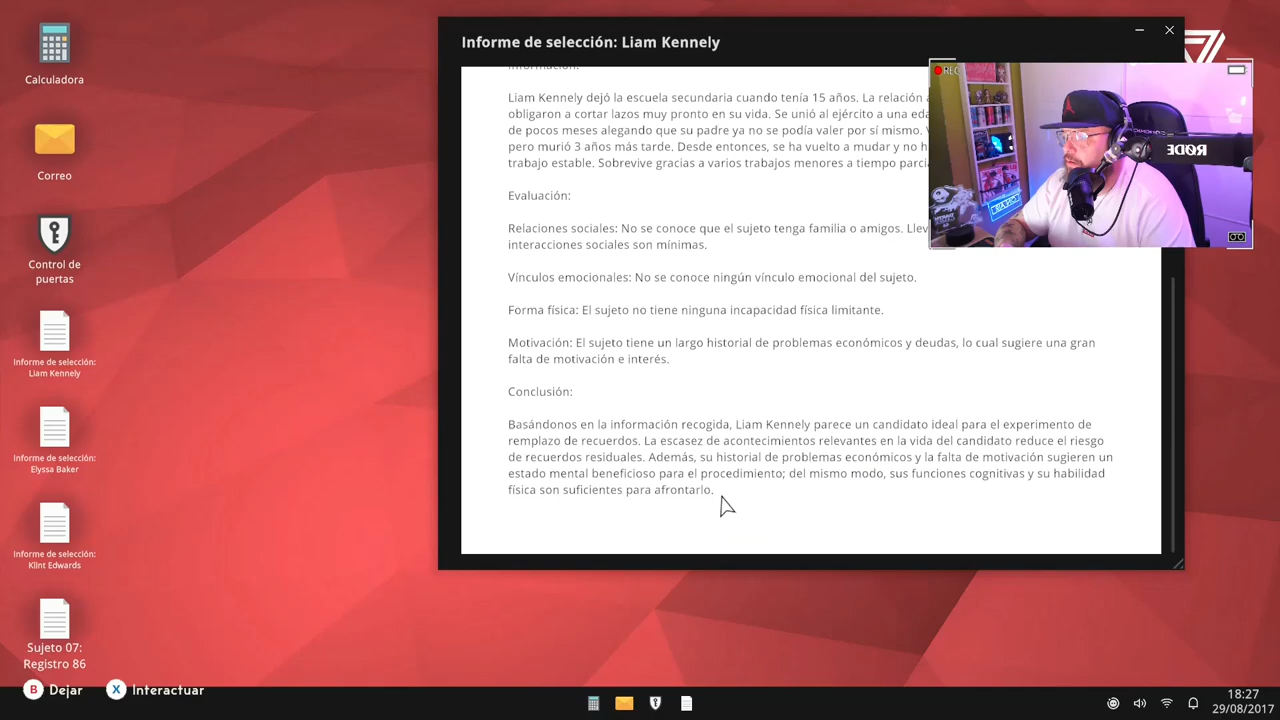 Calculadora
Correo
Control de
puertas
Informe de selección:
Liam Kennely
Informe de selección:
Elyssa Baker
Informe de selección:
Klint Edwards
Sujeto 07:
Registro 86
B Dejar X Interactuar
Informe de selección: Liam Kennely
Información:
Liam Kennely dejó la escuela secundaria cuando tenía 15 años. La relación
obligaron a cortar lazos muy pronto en su vida. Se unió al ejército a una
de pocos meses alegando que su padre ya no se podía valer por sí mismo.
pero murió 3 años más tarde. Desde entonces, se ha vuelto a mudar y no
trabajo estable. Sobrevive gracias a varios trabajos menores a tiempo
Evaluación:
Relaciones sociales: No se conoce que el sujeto tenga familia o amigos.
interacciones sociales son mínimas.
Vínculos emocionales: No se conoce ningún vínculo emocional del sujeto.
Forma física: El sujeto no tiene ninguna incapacidad física limitante.
Motivación: El sujeto tiene un largo historial de problemas económicos y deudas, lo cual sugiere una gran
falta de motivación e interés.
Conclusión:
Basándonos en la información recogida, Liam Kennely parece un candidato ideal para el experimento de
remplazo de recuerdos. La escasez de acontecimientos relevantes en la vida del candidato reduce el riesgo
de recuerdos residuales. Además, su historial de problemas económicos y la falta de motivación sugieren un
estado mental beneficioso para el procedimiento; del mismo modo, sus funciones cognitivas y su habilidad
física son suficientes para afrontarlo.
REC
RØDE
18:27
29/08/2017